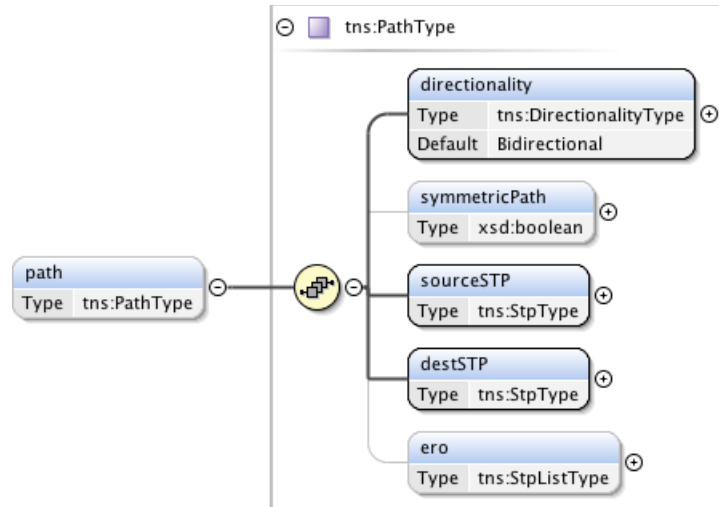 tns:PathType
directionality
Type tns:DirectionalityType
Default Bidirectional
symmetricPath
Type xsd:boolean
path
Type tns:PathType
sourceSTP
Type tns:StpType
destSTP
Type tns:StpType
ero
Type tns:StpListType